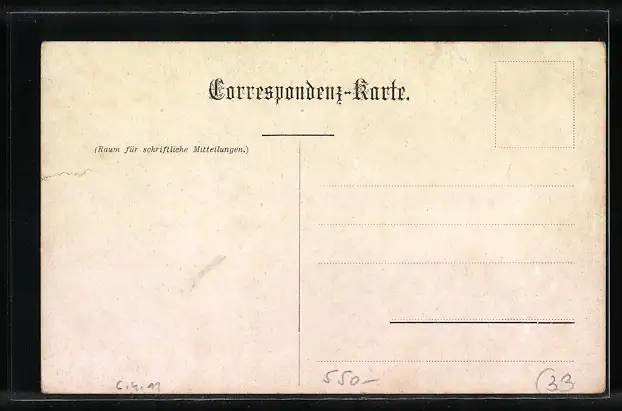 Correspondenz-Karte.
(Raum für schriftliche Mitteilungen.)
550-
(33